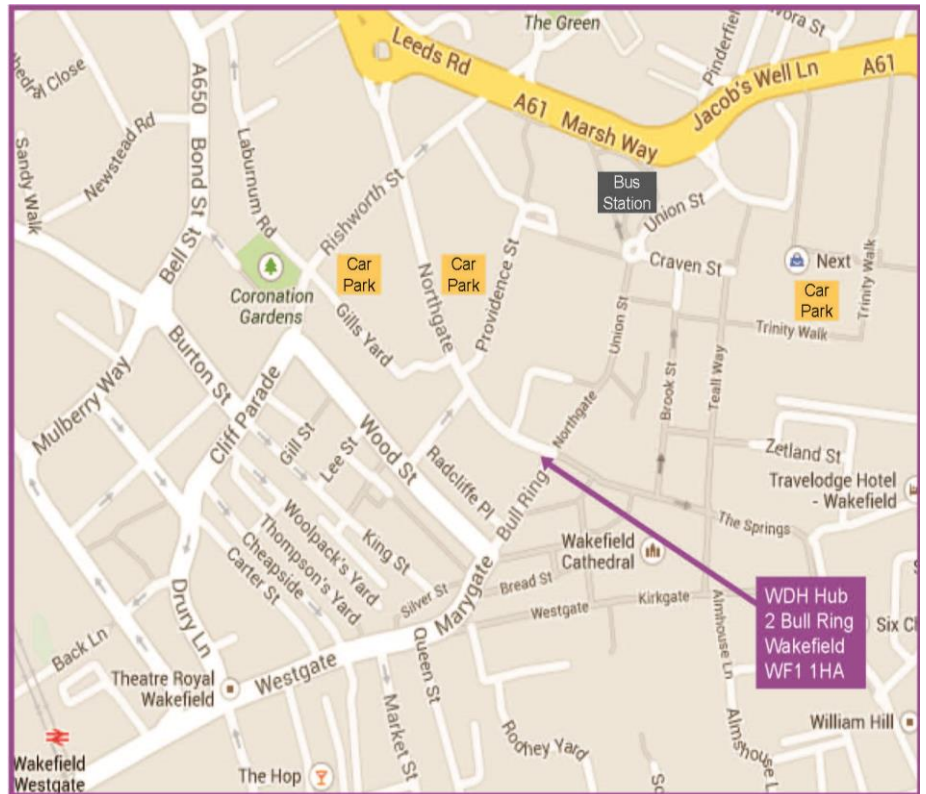 The Green
Leeds Rd
A61
Marsh Way
Jacob's Well Ln
A61
A650
Bond St
Newstead Rd
Sandy Walk
Laburnum Rd
Rishworth St
Bus
Station
Union St
Craven St
Next
Car
Park
Trinity Walk
Trinity Walk
Car
Park
Car
Park
Northgate
Providence St
Bell St
Coronation
Gardens
Gills Yard
Union St
Brook St
Teall Way
Mulberry Way
Burton St
Cliff Parade
Gill St
Lee St
Wood St
Radcliffe Pl
Northgate
Bull Ring
Zetland St
Travelodge Hotel
- Wakefield
The Springs
Wakefield
Cathedral
Woolpack's Yard
Thompson's Yard
Cheapside
Carter St
King St
Silver St
Bread St
Westgate
Kirkgate
Marygate
Almhouse Ln
WDH Hub
2 Bull Ring
Wakefield
WF1 1HA
Drury Ln
Back Ln
Theatre Royal
Wakefield
Westgate
Queen St
Market St
Rodney Yard
William Hill
Wakefield
Westgate
The Hop